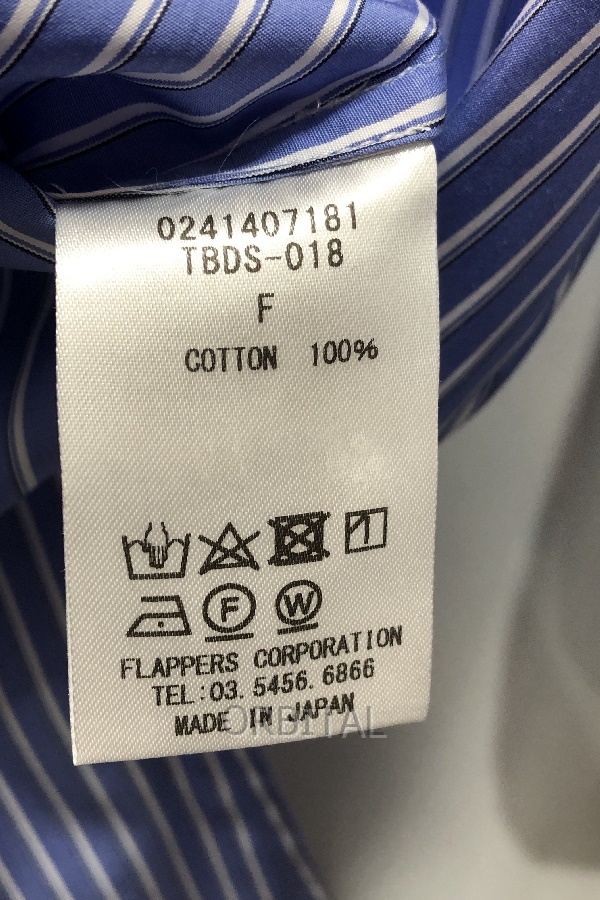 0241407181
TBDS-018
F
COTTON 100%
F W
FLAPPERS CORPORATION
TEL:03.5456.6866
MADE IN JAPAN
ORBITAL